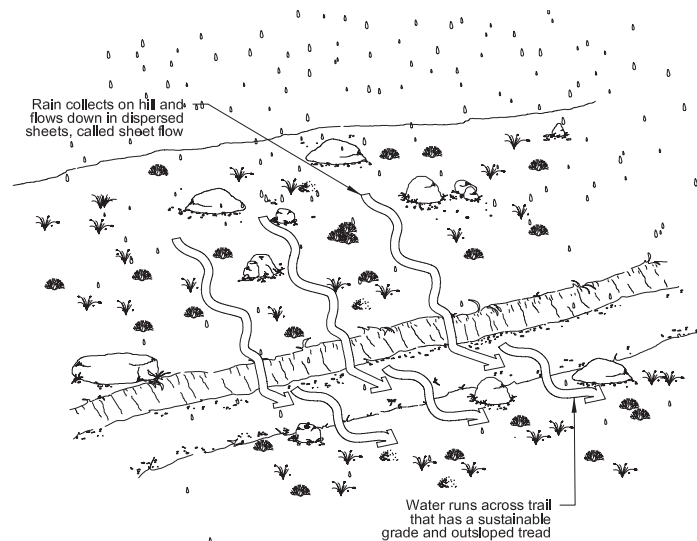 Rain collects on hill and
flows down in dispersed
sheets, called sheet flow
Water runs across trail
that has a sustainable
grade and outsloped tread